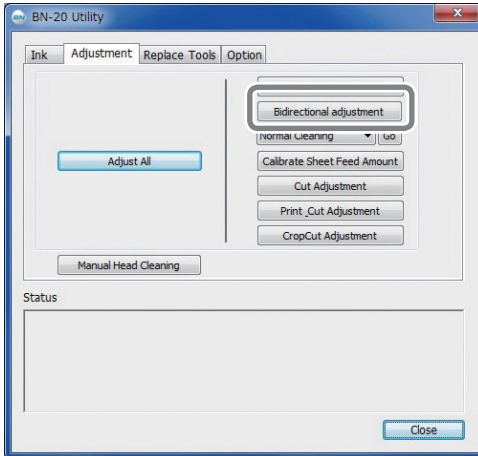 BN-20 Utility
Ink Adjustment Replace Tools Option
Bidirectional adjustment
Normal Cleaning Go
Adjust All
Calibrate Sheet Feed Amount
Cut Adjustment
Print _Cut Adjustment
CropCut Adjustment
Manual Head Cleaning
Status
Close